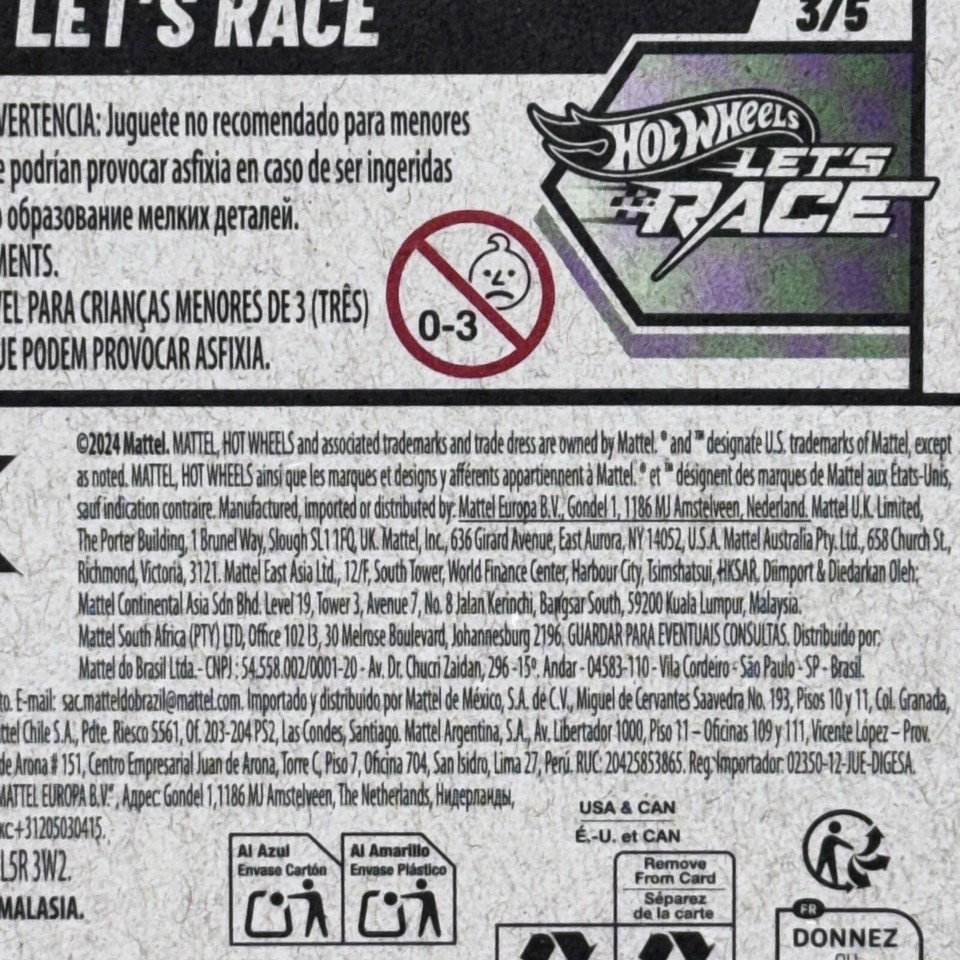 LET'S RACE
3/5
VERTENCIA: Juguete no recomendado para menores
e podrían provocar asfixia en caso de ser ingeridas
образование мелких деталей.
MENTS.
VEL PARA CRIANÇAS MENORES DE 3 (TRÊS)
UE PODEM PROVOCAR ASFIXIA.
0-3
HOT WHEELS
LET'S
RACE
©2024 Mattel. MATTEL, HOT WHEELS and associated trademarks and trade dress are owned by Mattel. ® and ™ designate U.S. trademarks of Mattel, except
as noted. MATTEL, HOT WHEELS ainsi que les marques et designs y afférents appartiennent à Mattel. ® et ™ désignent des marques de Mattel aux États-Unis,
sauf indication contraire. Manufactured, imported or distributed by: Mattel Europa B.V., Gondel 1, 1186 MJ Amstelveen, Nederland. Mattel U.K. Limited,
The Porter Building, 1 Brunel Way, Slough SL1 1FQ, UK. Mattel, Inc., 636 Girard Avenue, East Aurora, NY 14052, U.S.A. Mattel Australia Pty. Ltd., 658 Church St.,
Richmond, Victoria, 3121. Mattel East Asia Ltd., 12/F, South Tower, World Finance Center, Harbour City, Tsimshatsui, HKSAR. Diimport & Diedarkan Oleh:
Mattel Continental Asia Sdn Bhd. Level 19, Tower 3, Avenue 7, No. 8 Jalan Kerinchi, Bangsar South, 59200 Kuala Lumpur, Malaysia.
Mattel South Africa (PTY) LTD, Office 102 I3, 30 Melrose Boulevard, Johannesburg 2196. GUARDAR PARA EVENTUAIS CONSULTAS. Distribuído por:
Mattel do Brasil Ltda. - CNPJ : 54.558.002/0001-20 - Av. Dr. Chucri Zaidan, 296 -15º. Andar - 04583-110 - Vila Cordeiro - São Paulo - SP - Brasil.
to. E-mail: sac.matteldobrazil@mattel.com. Importado y distribuido por Mattel de México, S.A. de C.V., Miguel de Cervantes Saavedra No. 193, Pisos 10 y 11, Col. Granada,
ttel Chile S.A., Pdte. Riesco 5561, Of. 203-204 PS2, Las Condes, Santiago. Mattel Argentina, S.A., Av. Libertador 1000, Piso 11 – Oficinas 109 y 111, Vicente López – Prov.
de Arona # 151, Centro Empresarial Juan de Arona, Torre C, Piso 7, Oficina 704, San Isidro, Lima 27, Perú. RUC: 20425853865. Reg. Importador: 02350-12-JUE-DIGESA.
MATTEL EUROPA B.V.", Адрес: Gondel 1,1186 MJ Amstelveen, The Netherlands, Нидерланды,
кс+31205030415.
L5R 3W2.
MALASIA.
Al Azul
Envase Cartón
Al Amarillo
Envase Plástico
USA & CAN
É.-U. et CAN
Remove
From Card
Séparez
de la carte
FR
DONNEZ
OU